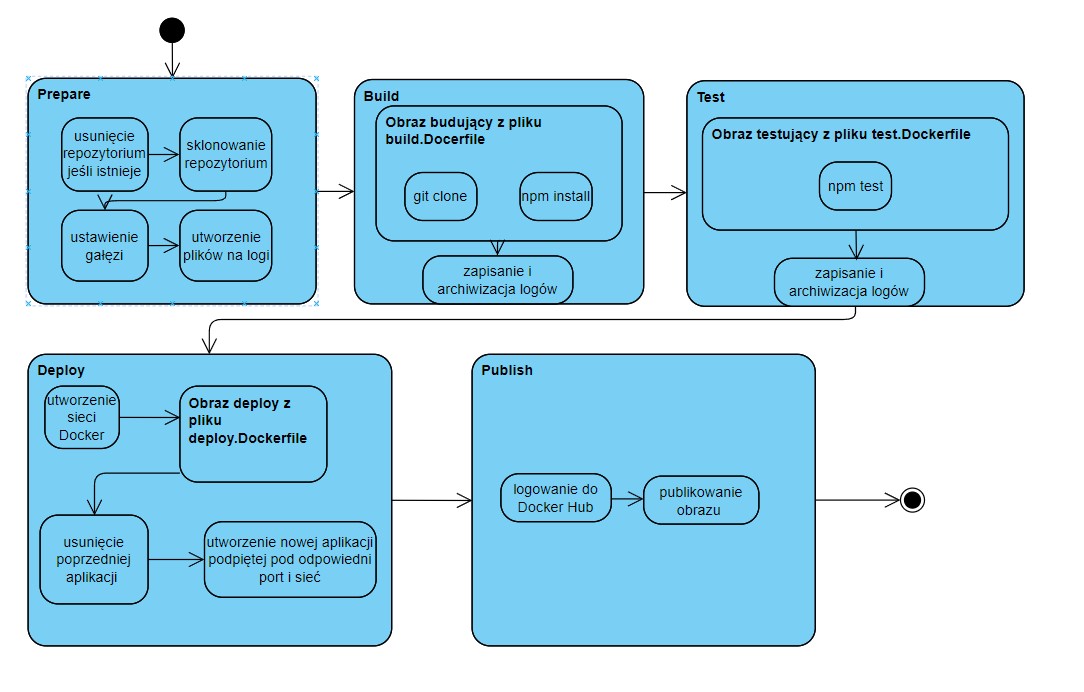 Prepare
usunięcie
repozytorium
jeśli istnieje
sklonowanie
repozytorium
ustawienie
gałęzi
utworzenie
plików na logi
Build
Obraz budujący z pliku
build.Docerfile
git clone
npm install
zapisanie i
archiwizacja logów
Test
Obraz testujący z pliku test.Dockerfile
npm test
zapisanie i
archiwizacja logów
Deploy
utworzenie
sieci
Docker
Obraz deploy z
pliku
deploy.Dockerfile
usunięcie
poprzedniej
aplikacji
utworzenie nowej aplikacji
podpiętej pod odpowiedni
port i sieć
Publish
logowanie do
Docker Hub
publikowanie
obrazu